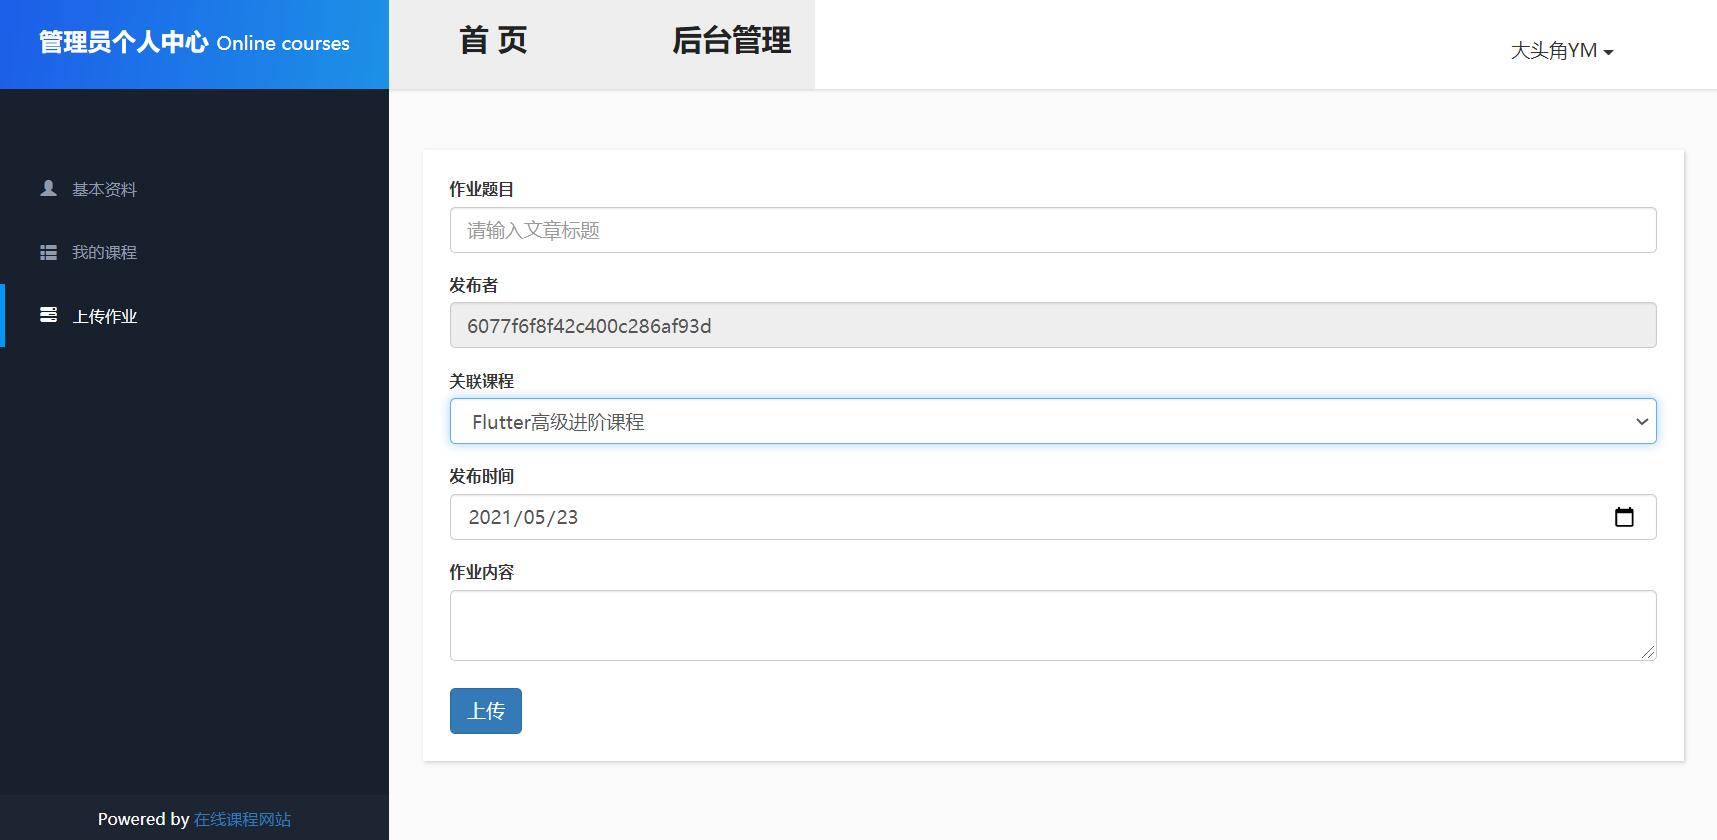 管理员个人中心 Online courses
首 页
后台管理
大头角YM
基本资料
我的课程
上传作业
作业题目
请输入文章标题
发布者
6077f6f8f42c400c286af93d
关联课程
Flutter高级进阶课程
发布时间
2021/05/23
作业内容
上传
Powered by 在线课程网站